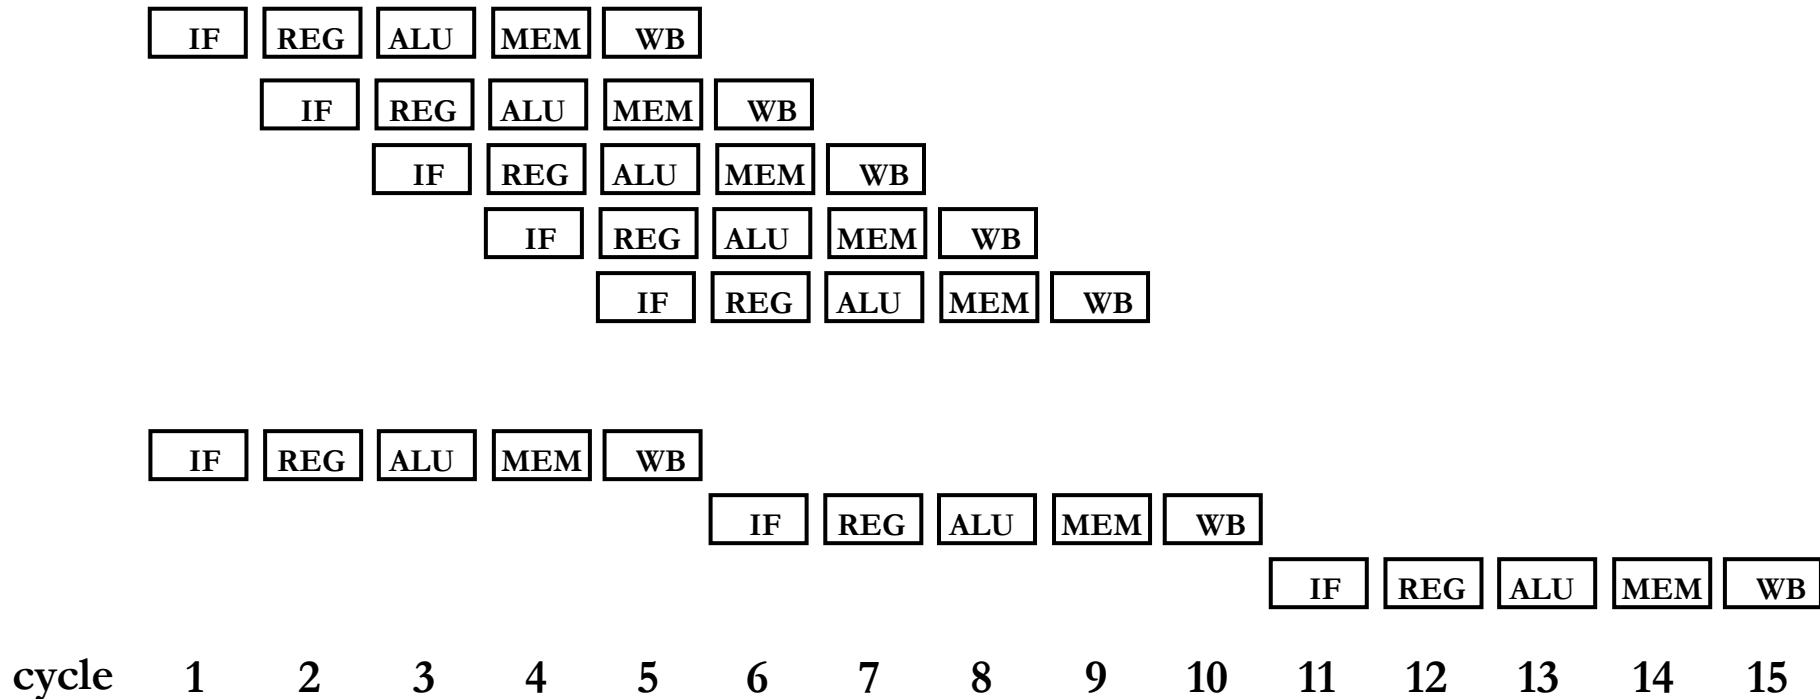 IF REG ALU MEM WB
IF REG ALU MEM WB
IF REG ALU MEM WB
IF REG ALU MEM WB
IF REG ALU MEM WB
IF REG ALU MEM WB
IF REG ALU MEM WB
IF REG ALU MEM WB
cycle 1 2 3 4 5 6 7 8 9 10 11 12 13 14 15